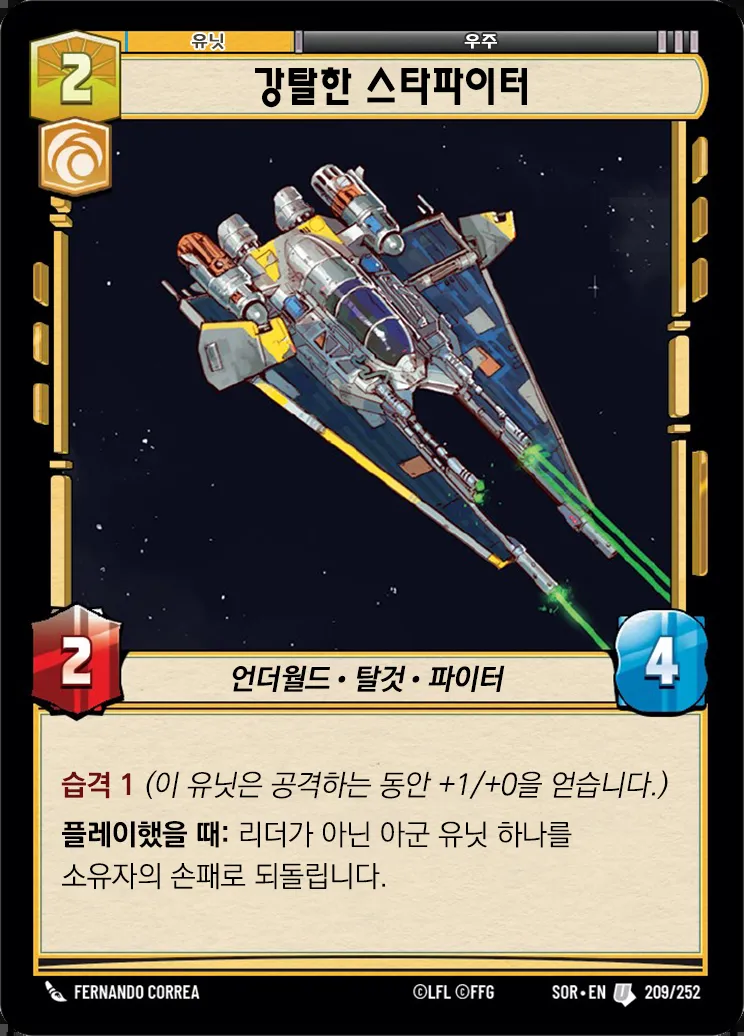 유닛
우주
2
강탈한 스타파이터
2
언더월드 • 탈것 • 파이터
4
습격 1 (이 유닛은 공격하는 동안 +1/+0을 얻습니다.)
플레이했을 때: 리더가 아닌 아군 유닛 하나를
소유자의 손패로 되돌립니다.
FERNANDO CORREA
©LFL ©FFG
SOR • EN
U
209/252